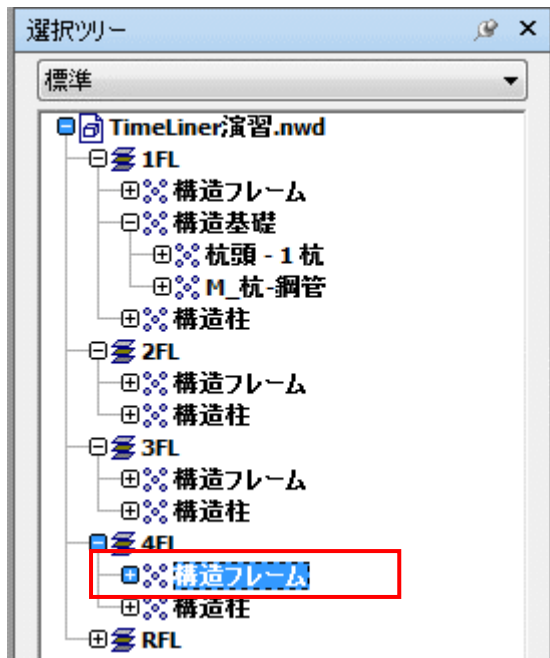 選択ツリー
標準
TimeLiner演習.nwd
1FL
構造フレーム
構造基礎
杭頭 - 1 杭
M_杭-鋼管
構造柱
2FL
構造フレーム
構造柱
3FL
構造フレーム
構造柱
4FL
構造フレーム
構造柱
RFL